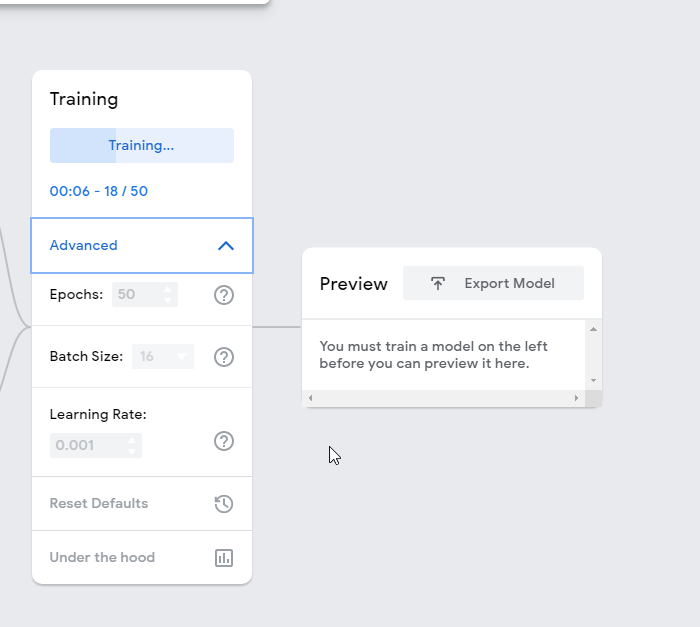 Training
Training...
00:06 - 18 / 50
Advanced
Epochs: 50
Batch Size: 16
Learning Rate:
0.001
Reset Defaults
Under the hood
Preview
Export Model
You must train a model on the left
before you can preview it here.